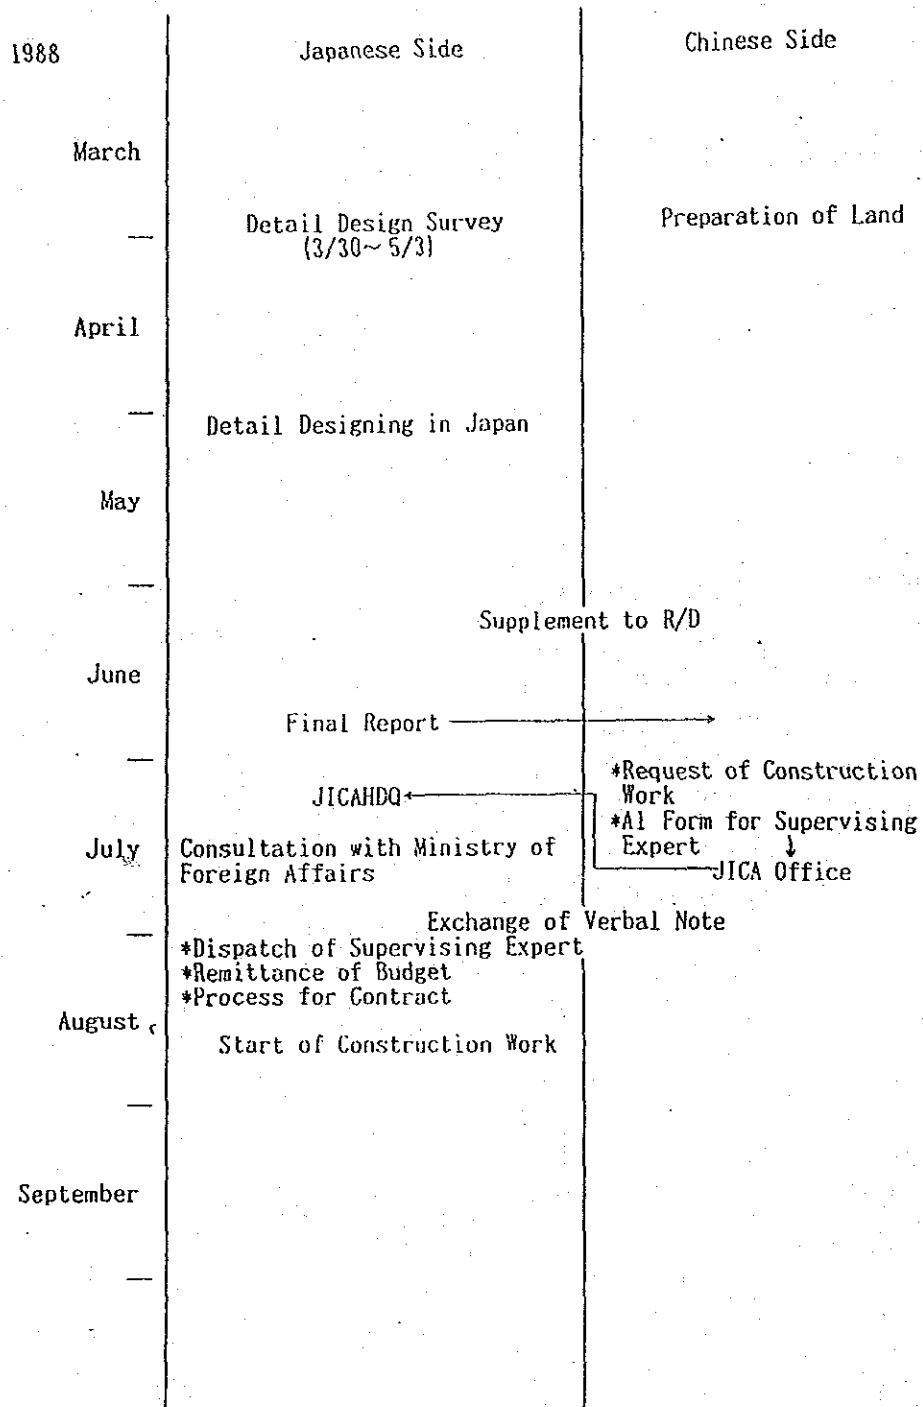 1988
Japanese Side
Chinese Side
March
Detail Design Survey
(3/30~ 5/3)
Preparation of Land
April
Detail Designing in Japan
May
Supplement to R/D
June
Final Report
*Request of Construction
Work
JICAHDQ
*A1 Form for Supervising
Expert
July
Consultation with Ministry of
Foreign Affairs
JICA Office
Exchange of Verbal Note
*Dispatch of Supervising Expert
*Remittance of Budget
*Process for Contract
August
Start of Construction Work
September